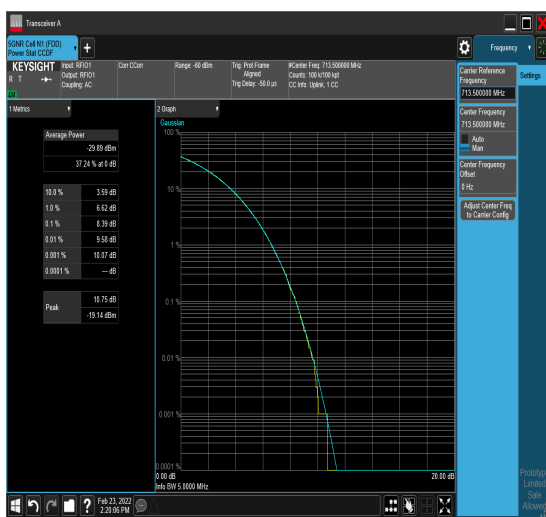 Transceiver A
5GNR Cell N1 (FDD)
Power Stat CCDF
Frequency
KEYSIGHT
R T
Input: RFIO1
Output: RFIO1
Coupling: AC
Corr CCorr
Range: -60 dBm
Trig: Prot Frame
Aligned
Trig Delay: -50.0 µs
#Center Freq: 713.500000 MHz
Counts: 100 k/100 kpt
CC Info: Uplink, 1 CC
Carrier Reference
Frequency
713.500000 MHz
Settings
Center Frequency
713.500000 MHz
Auto
Man
Center Frequency
Offset
0 Hz
Adjust Center Freq
to Carrier Config
1 Metrics
Average Power
-29.89 dBm
37.24 % at 0 dB
10.0 % 3.59 dB
1.0 % 6.62 dB
0.1 % 8.39 dB
0.01 % 9.58 dB
0.001 % 10.07 dB
0.0001 % --- dB
Peak
10.75 dB
-19.14 dBm
2 Graph
Gaussian
100 %
10 %
1 %
0.1 %
0.01 %
0.001 %
0.0001 %
0.00 dB
20.00 dB
Info BW 5.0000 MHz
Feb 23, 2022
2:20:06 PM
Prototyp
Limited
Sale
Allowed